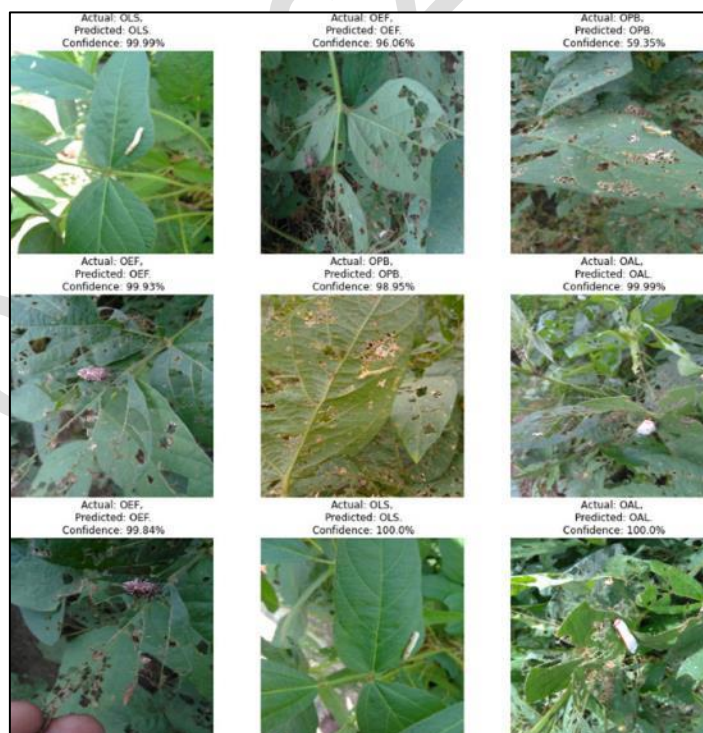 Actual: OLS,
Predicted: OLS.
Confidence: 99.99%
Actual: OEF,
Predicted: OEF.
Confidence: 96.06%
Actual: OPB,
Predicted: OPB.
Confidence: 59.35%
Actual: OEF,
Predicted: OEF.
Confidence: 99.93%
Actual: OPB,
Predicted: OPB.
Confidence: 98.95%
Actual: OAL,
Predicted: OAL.
Confidence: 99.99%
Actual: OEF,
Predicted: OEF.
Confidence: 99.84%
Actual: OLS,
Predicted: OLS.
Confidence: 100.0%
Actual: OAL,
Predicted: OAL.
Confidence: 100.0%